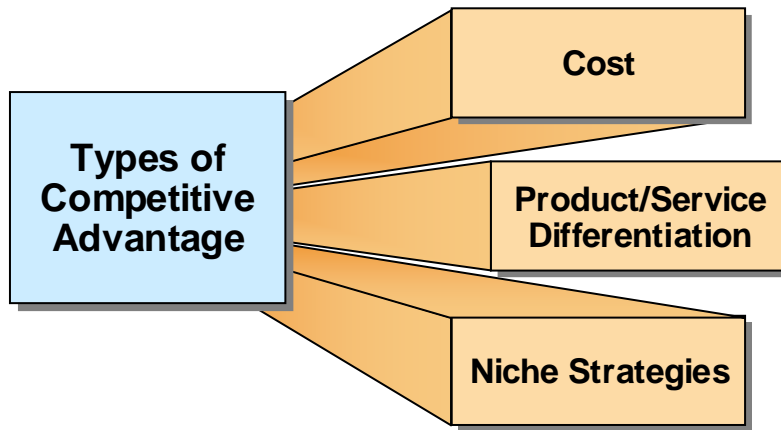 Types of
Competitive
Advantage
Cost
Product/Service
Differentiation
Niche Strategies